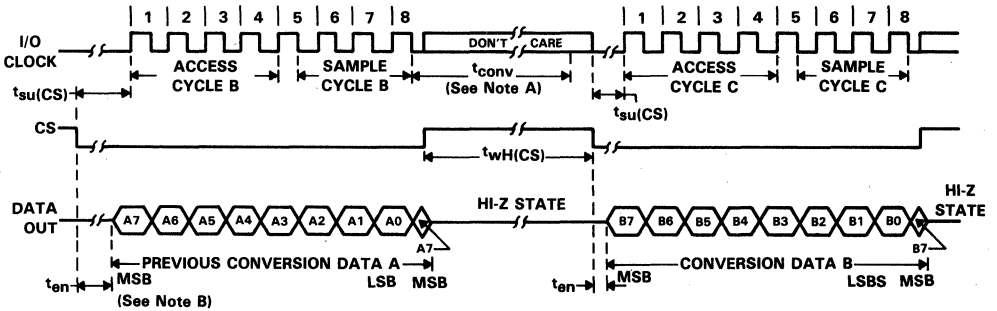 1 2 3 4 5 6 7 8 1 2 3 4 5 6 7 8
I/O
CLOCK
DON'T CARE
ACCESS
CYCLE B
SAMPLE
CYCLE B
tconv
(See Note A)
ACCESS
CYCLE C
SAMPLE
CYCLE C
tsu(CS)
tsu(CS)
CS
twH(CS)
DATA
OUT
A7 A6 A5 A4 A3 A2 A1 A0
A7
HI-Z STATE
B7 B6 B5 B4 B3 B2 B1 B0
B7
HI-Z
STATE
PREVIOUS CONVERSION DATA A
CONVERSION DATA B
ten
MSB
LSB
MSB
ten
MSB
LSBS
MSB
(See Note B)